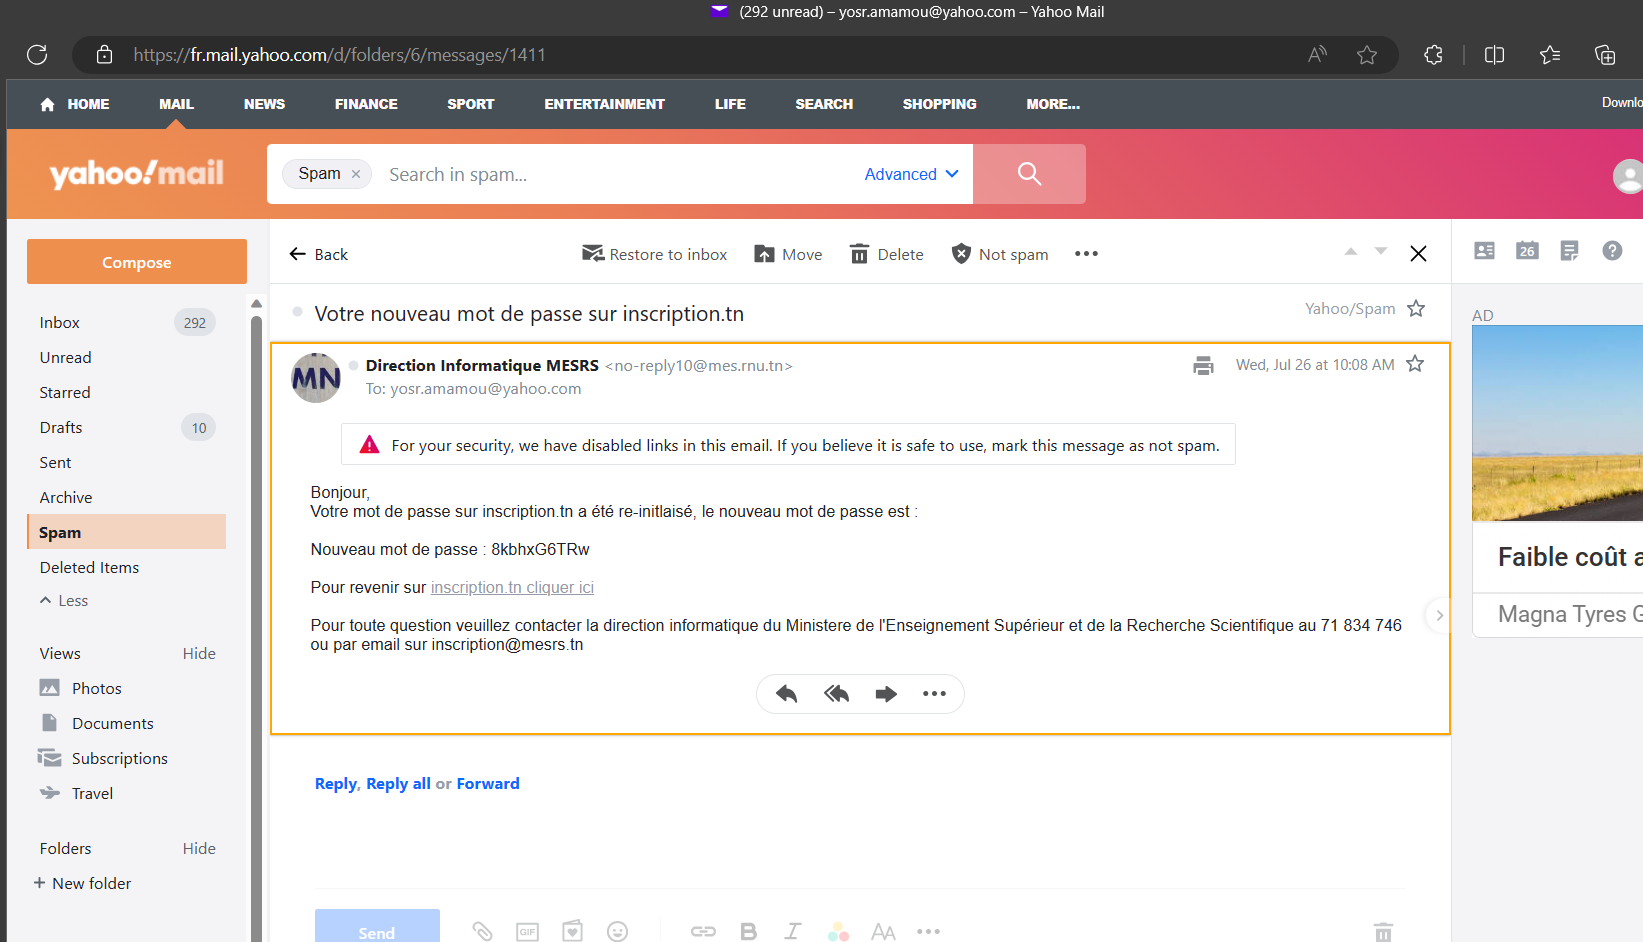 (292 unread) – yosr.amamou@yahoo.com – Yahoo Mail
https://fr.mail.yahoo.com/d/folders/6/messages/1411
HOME MAIL NEWS FINANCE SPORT ENTERTAINMENT LIFE SEARCH SHOPPING MORE...
yahoo!mail
Spam × Search in spam... Advanced
Compose
Back Restore to inbox Move Delete Not spam •••
26
Inbox 292
Unread
Starred
Drafts 10
Sent
Archive
Spam
Deleted Items
Less
Views Hide
Photos
Documents
Subscriptions
Travel
Folders Hide
+ New folder
Votre nouveau mot de passe sur inscription.tn
Yahoo/Spam
MN
Direction Informatique MESRS <no-reply10@mes.rnu.tn>
Wed, Jul 26 at 10:08 AM
To: yosr.amamou@yahoo.com
For your security, we have disabled links in this email. If you believe it is safe to use, mark this message as not spam.
Bonjour,
Votre mot de passe sur inscription.tn a été re-initlaisé, le nouveau mot de passe est :
Nouveau mot de passe : 8kbhxG6TRw
Pour revenir sur inscription.tn cliquer ici
Pour toute question veuillez contacter la direction informatique du Ministere de l'Enseignement Supérieur et de la Recherche Scientifique au 71 834 746
ou par email sur inscription@mesrs.tn
Reply, Reply all or Forward
Send GIF B I AA •••
AD
Faible coût
Magna Tyres